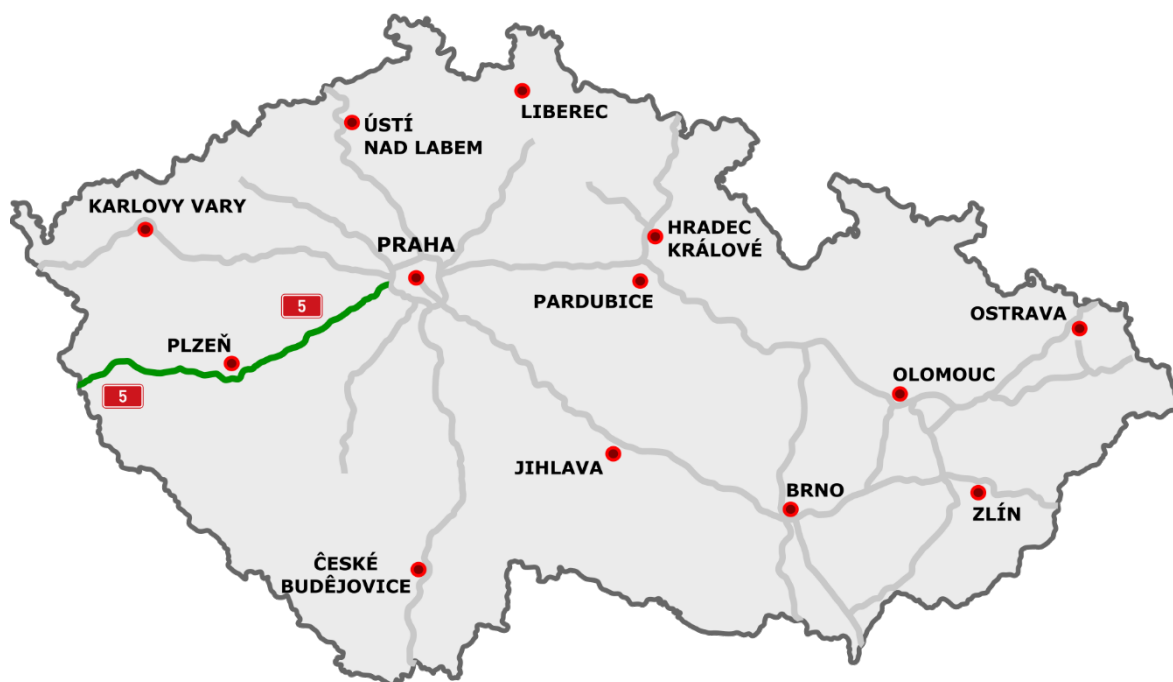 LIBEREC
ÚSTÍ
NAD LABEM
KARLOVY VARY
HRADEC
KRÁLOVÉ
PRAHA
PARDUBICE
5
OSTRAVA
PLZEŇ
OLOMOUC
5
JIHLAVA
BRNO
ZLÍN
ČESKÉ
BUDĚJOVICE